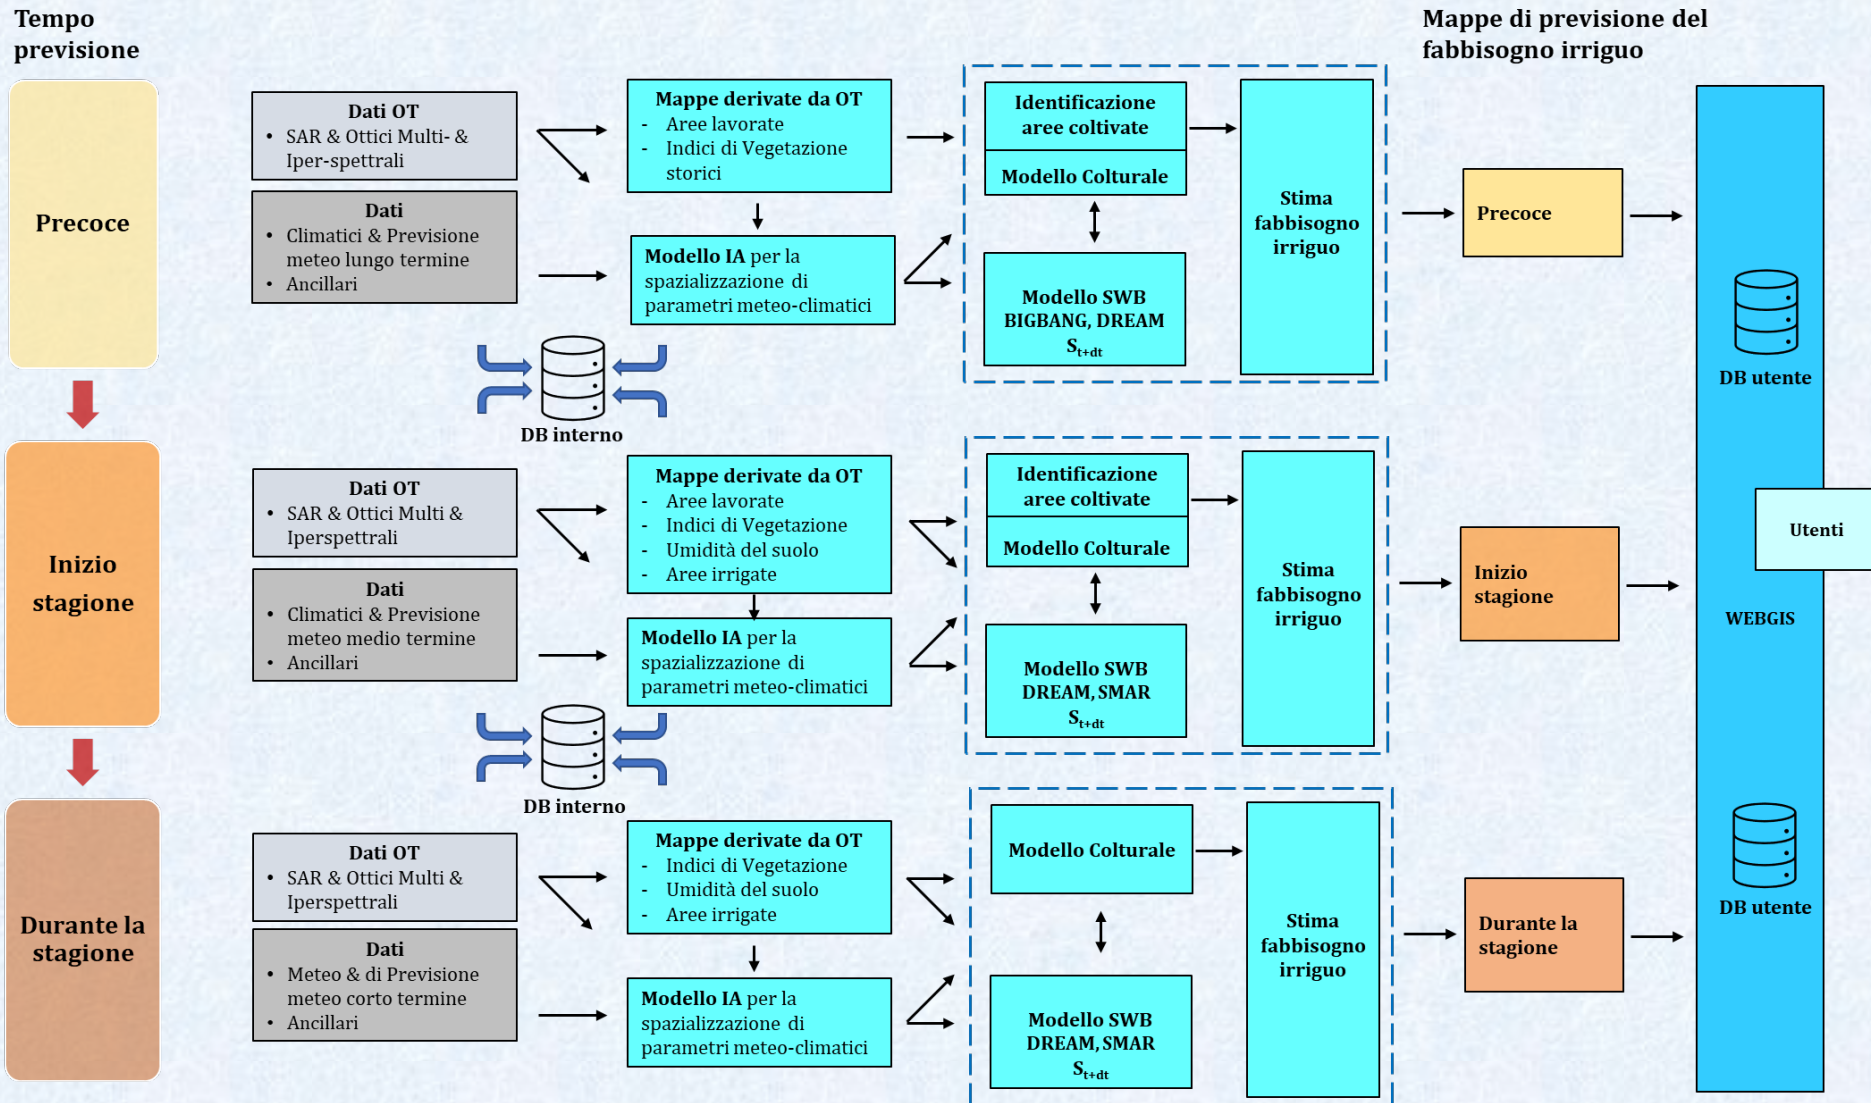 Tempo
previsione
Mappe di previsione del
fabbisogno irriguo
Precoce
Dati OT
• SAR & Ottici Multi- &
Iper-spettrali
Dati
• Climatici & Previsione
meteo lungo termine
• Ancillari
Mappe derivate da OT
- Aree lavorate
- Indici di Vegetazione
storici
Modello IA per la
spazializzazione di
parametri meteo-climatici
Identificazione
aree coltivate
Modello Colturale
Modello SWB
BIGBANG, DREAM
St+dt
Stima
fabbisogno
irriguo
Precoce
DB interno
Inizio
stagione
Dati OT
• SAR & Ottici Multi &
Iperspettrali
Dati
• Climatici & Previsione
meteo medio termine
• Ancillari
Mappe derivate da OT
- Aree lavorate
- Indici di Vegetazione
- Umidità del suolo
- Aree irrigate
Modello IA per la
spazializzazione di
parametri meteo-climatici
Identificazione
aree coltivate
Modello Colturale
Modello SWB
DREAM, SMAR
St+dt
Stima
fabbisogno
irriguo
Inizio
stagione
DB interno
Durante la
stagione
Dati OT
• SAR & Ottici Multi &
Iperspettrali
Dati
• Meteo & di Previsione
meteo corto termine
• Ancillari
Mappe derivate da OT
- Indici di Vegetazione
- Umidità del suolo
- Aree irrigate
Modello IA per la
spazializzazione di
parametri meteo-climatici
Modello Colturale
Modello SWB
DREAM, SMAR
St+dt
Stima
fabbisogno
irriguo
Durante la
stagione
DB utente
Utenti
WEBGIS
DB utente